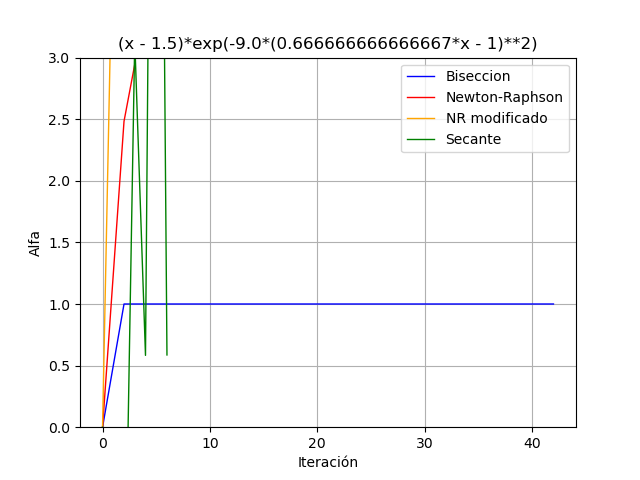 (x - 1.5)*exp(-9.0*(0.666666666666667*x - 1)**2)
3.0
2.5
2.0
1.5
1.0
0.5
0.0
Alfa
Biseccion
Newton-Raphson
NR modificado
Secante
0 10 20 30 40
Iteración